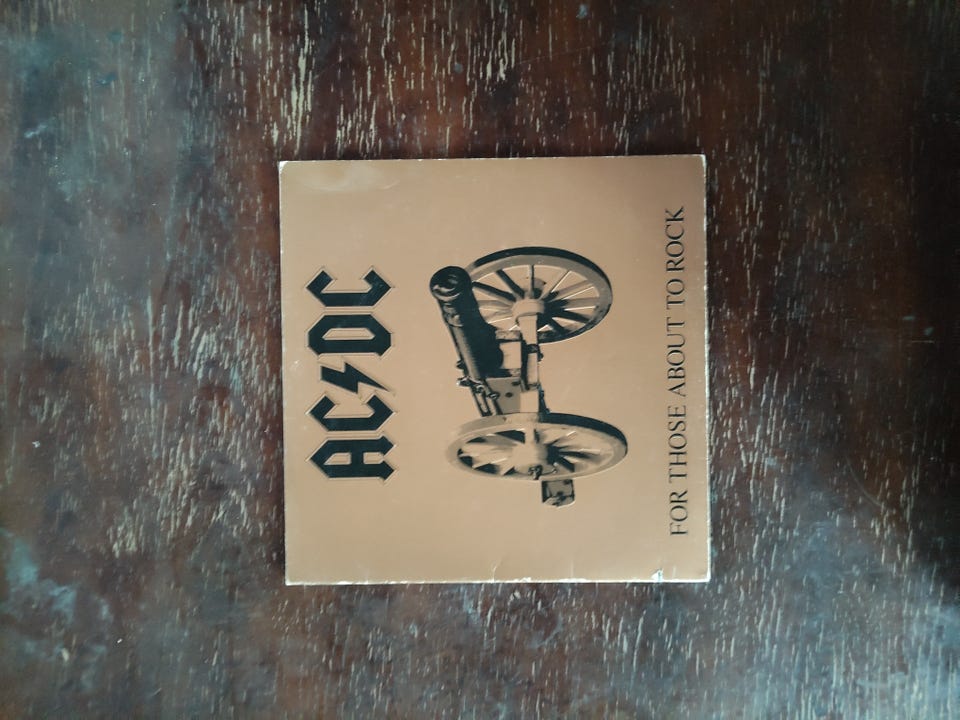 AC⚡DC
FOR THOSE ABOUT TO ROCK